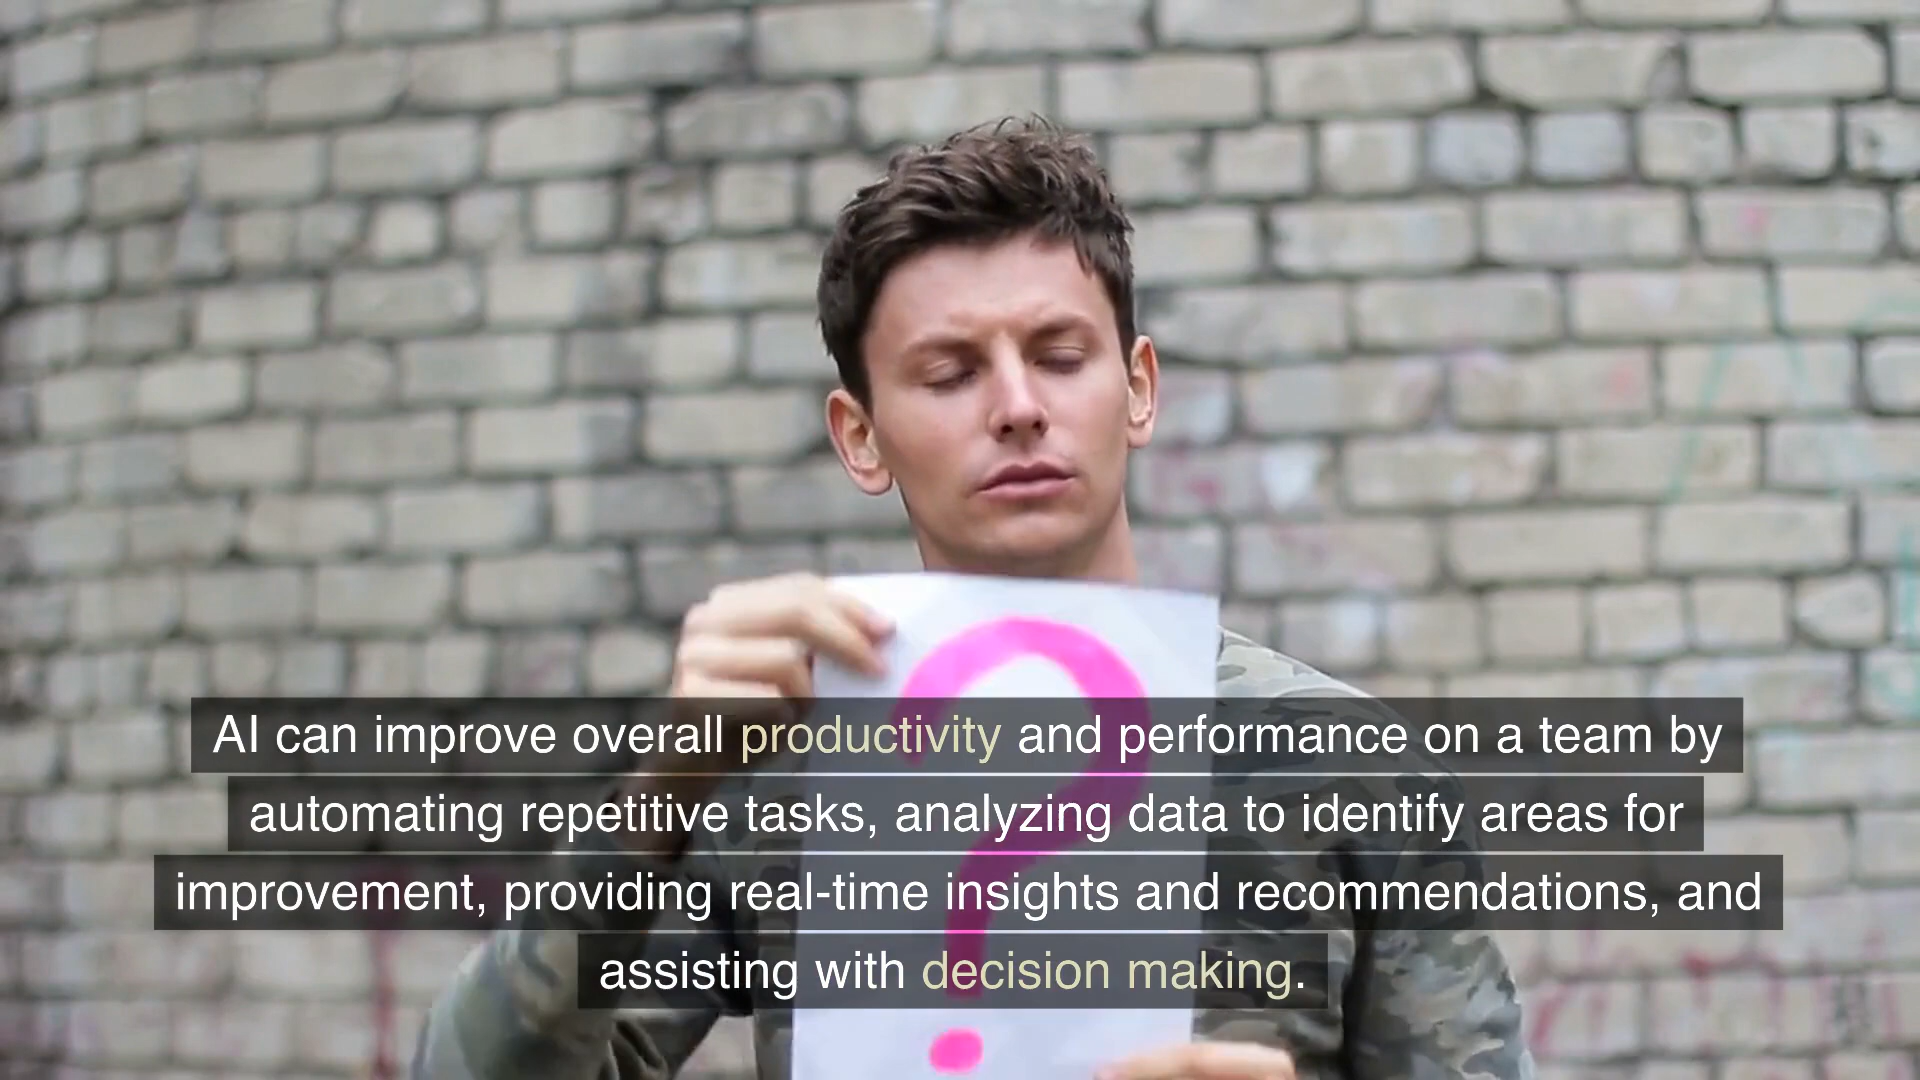 ?
AI can improve overall productivity and performance on a team by
automating repetitive tasks, analyzing data to identify areas for
improvement, providing real-time insights and recommendations, and
assisting with decision making.